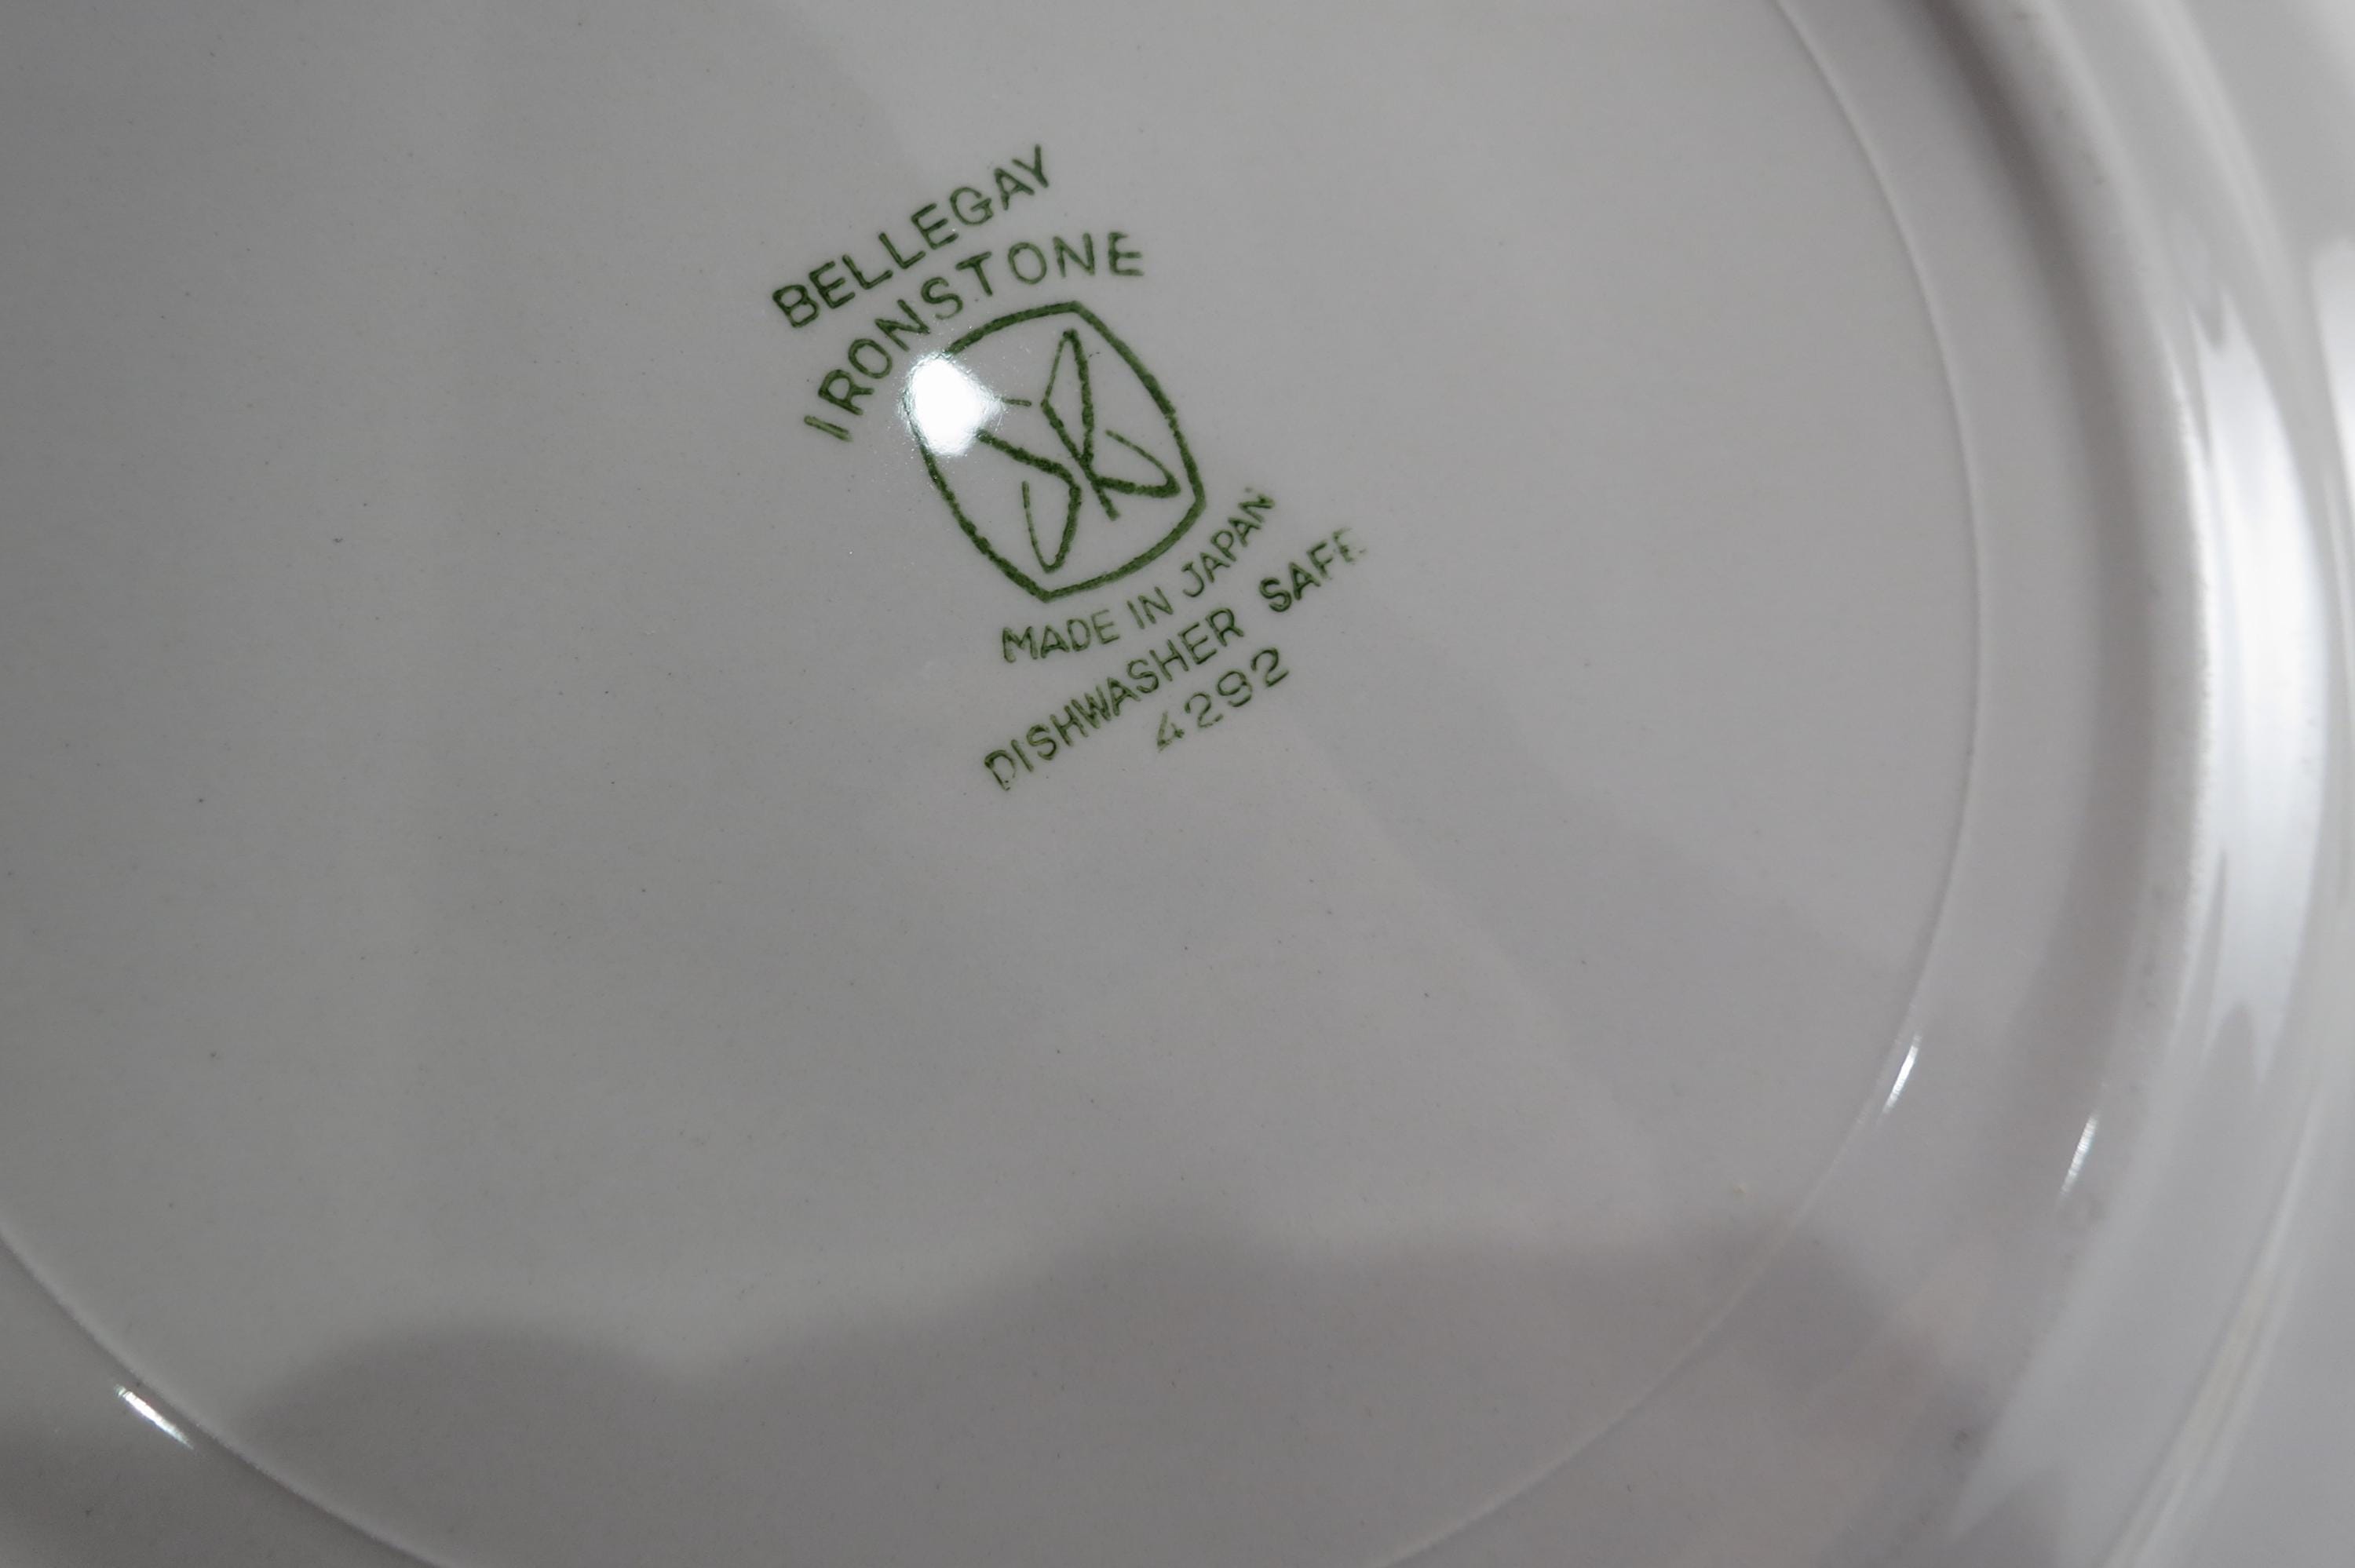 BELLEGAY
IRONSTONE
MADE IN JAPAN
DISHWASHER SAFE
4292